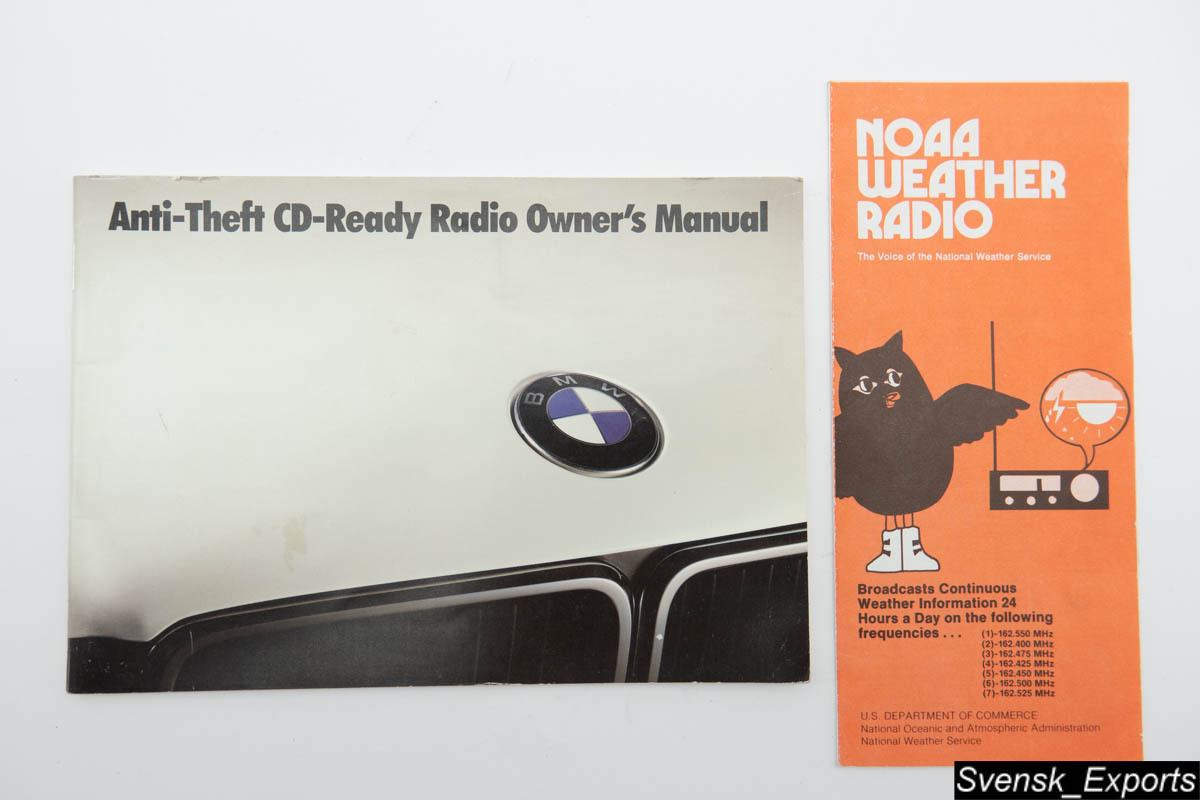 Anti-Theft CD-Ready Radio Owner's Manual
BMW
NOAA
WEATHER
RADIO
The Voice of the National Weather Service
Broadcasts Continuous
Weather Information 24
Hours a Day on the following
frequencies . . .
(1)-162.550 MHz
(2)-162.400 MHz
(3)-162.475 MHz
(4)-162.425 MHz
(5)-162.450 MHz
(6)-162.500 MHz
(7)-162.525 MHz
U.S. DEPARTMENT OF COMMERCE
National Oceanic and Atmospheric Administration
National Weather Service
Svensk_Exports